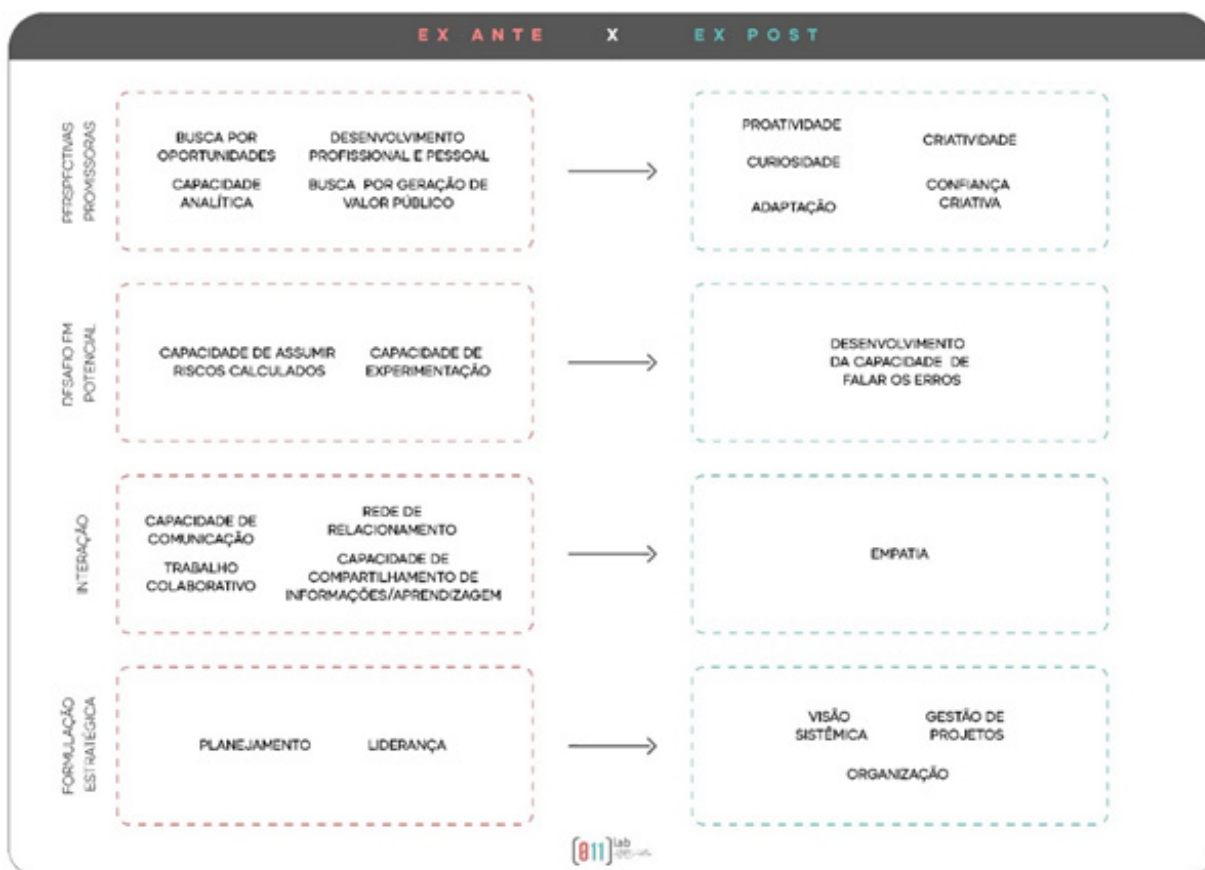 EX ANTE X EX POST
PERSPECTIVAS
PROMISSORAS
BUSCA POR
OPORTUNIDADES
DESENVOLVIMENTO
PROFISSIONAL E PESSOAL
CAPACIDADE
ANALÍTICA
BUSCA POR GERAÇÃO DE
VALOR PÚBLICO
PROATIVIDADE
CRIATIVIDADE
CURIOSIDADE
CONFIANÇA
CRIATIVA
ADAPTAÇÃO
DESAFIO EM
POTENCIAL
CAPACIDADE DE ASSUMIR
RISCOS CALCULADOS
CAPACIDADE DE
EXPERIMENTAÇÃO
DESENVOLVIMENTO
DA CAPACIDADE DE
FALAR OS ERROS
INTERAÇÃO
CAPACIDADE DE
COMUNICAÇÃO
REDE DE
RELACIONAMENTO
TRABALHO
COLABORATIVO
CAPACIDADE DE
COMPARTILHAMENTO DE
INFORMAÇÕES/APRENDIZAGEM
EMPATIA
FORMULAÇÃO
ESTRATÉGICA
PLANEJAMENTO
LIDERANÇA
VISÃO
SISTÊMICA
GESTÃO DE
PROJETOS
ORGANIZAÇÃO
(011) lab